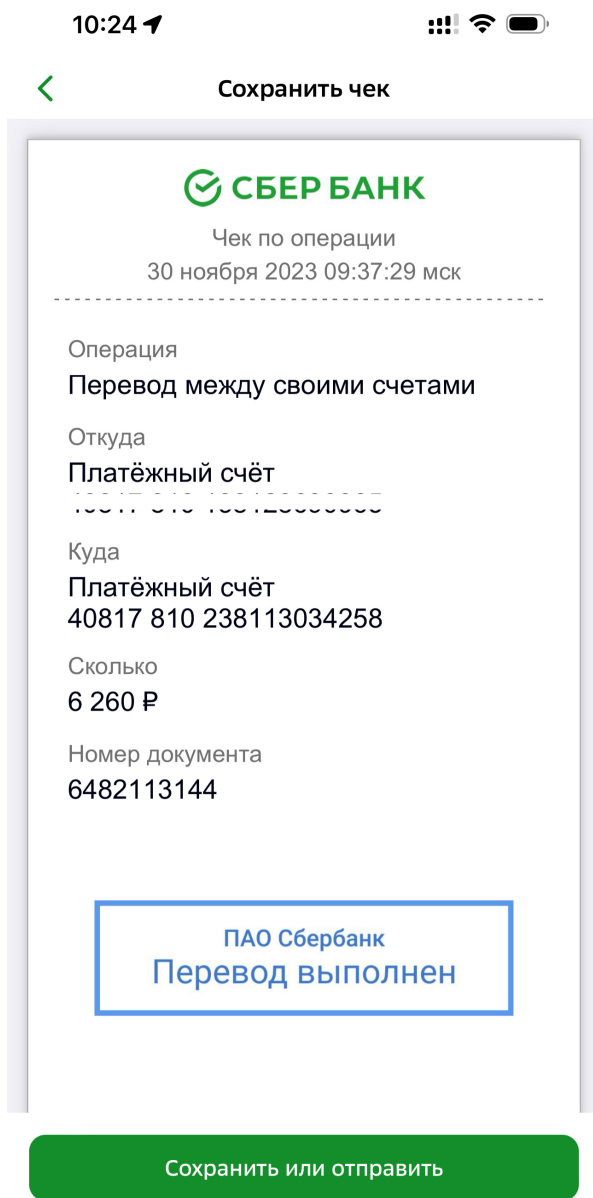 10:24
Сохранить чек
СБЕР БАНК
Чек по операции
30 ноября 2023 09:37:29 мск
Операция
Перевод между своими счетами
Откуда
Платёжный счёт
Куда
Платёжный счёт
40817 810 238113034258
Сколько
6 260 ₽
Номер документа
6482113144
ПАО Сбербанк
Перевод выполнен
Сохранить или отправить